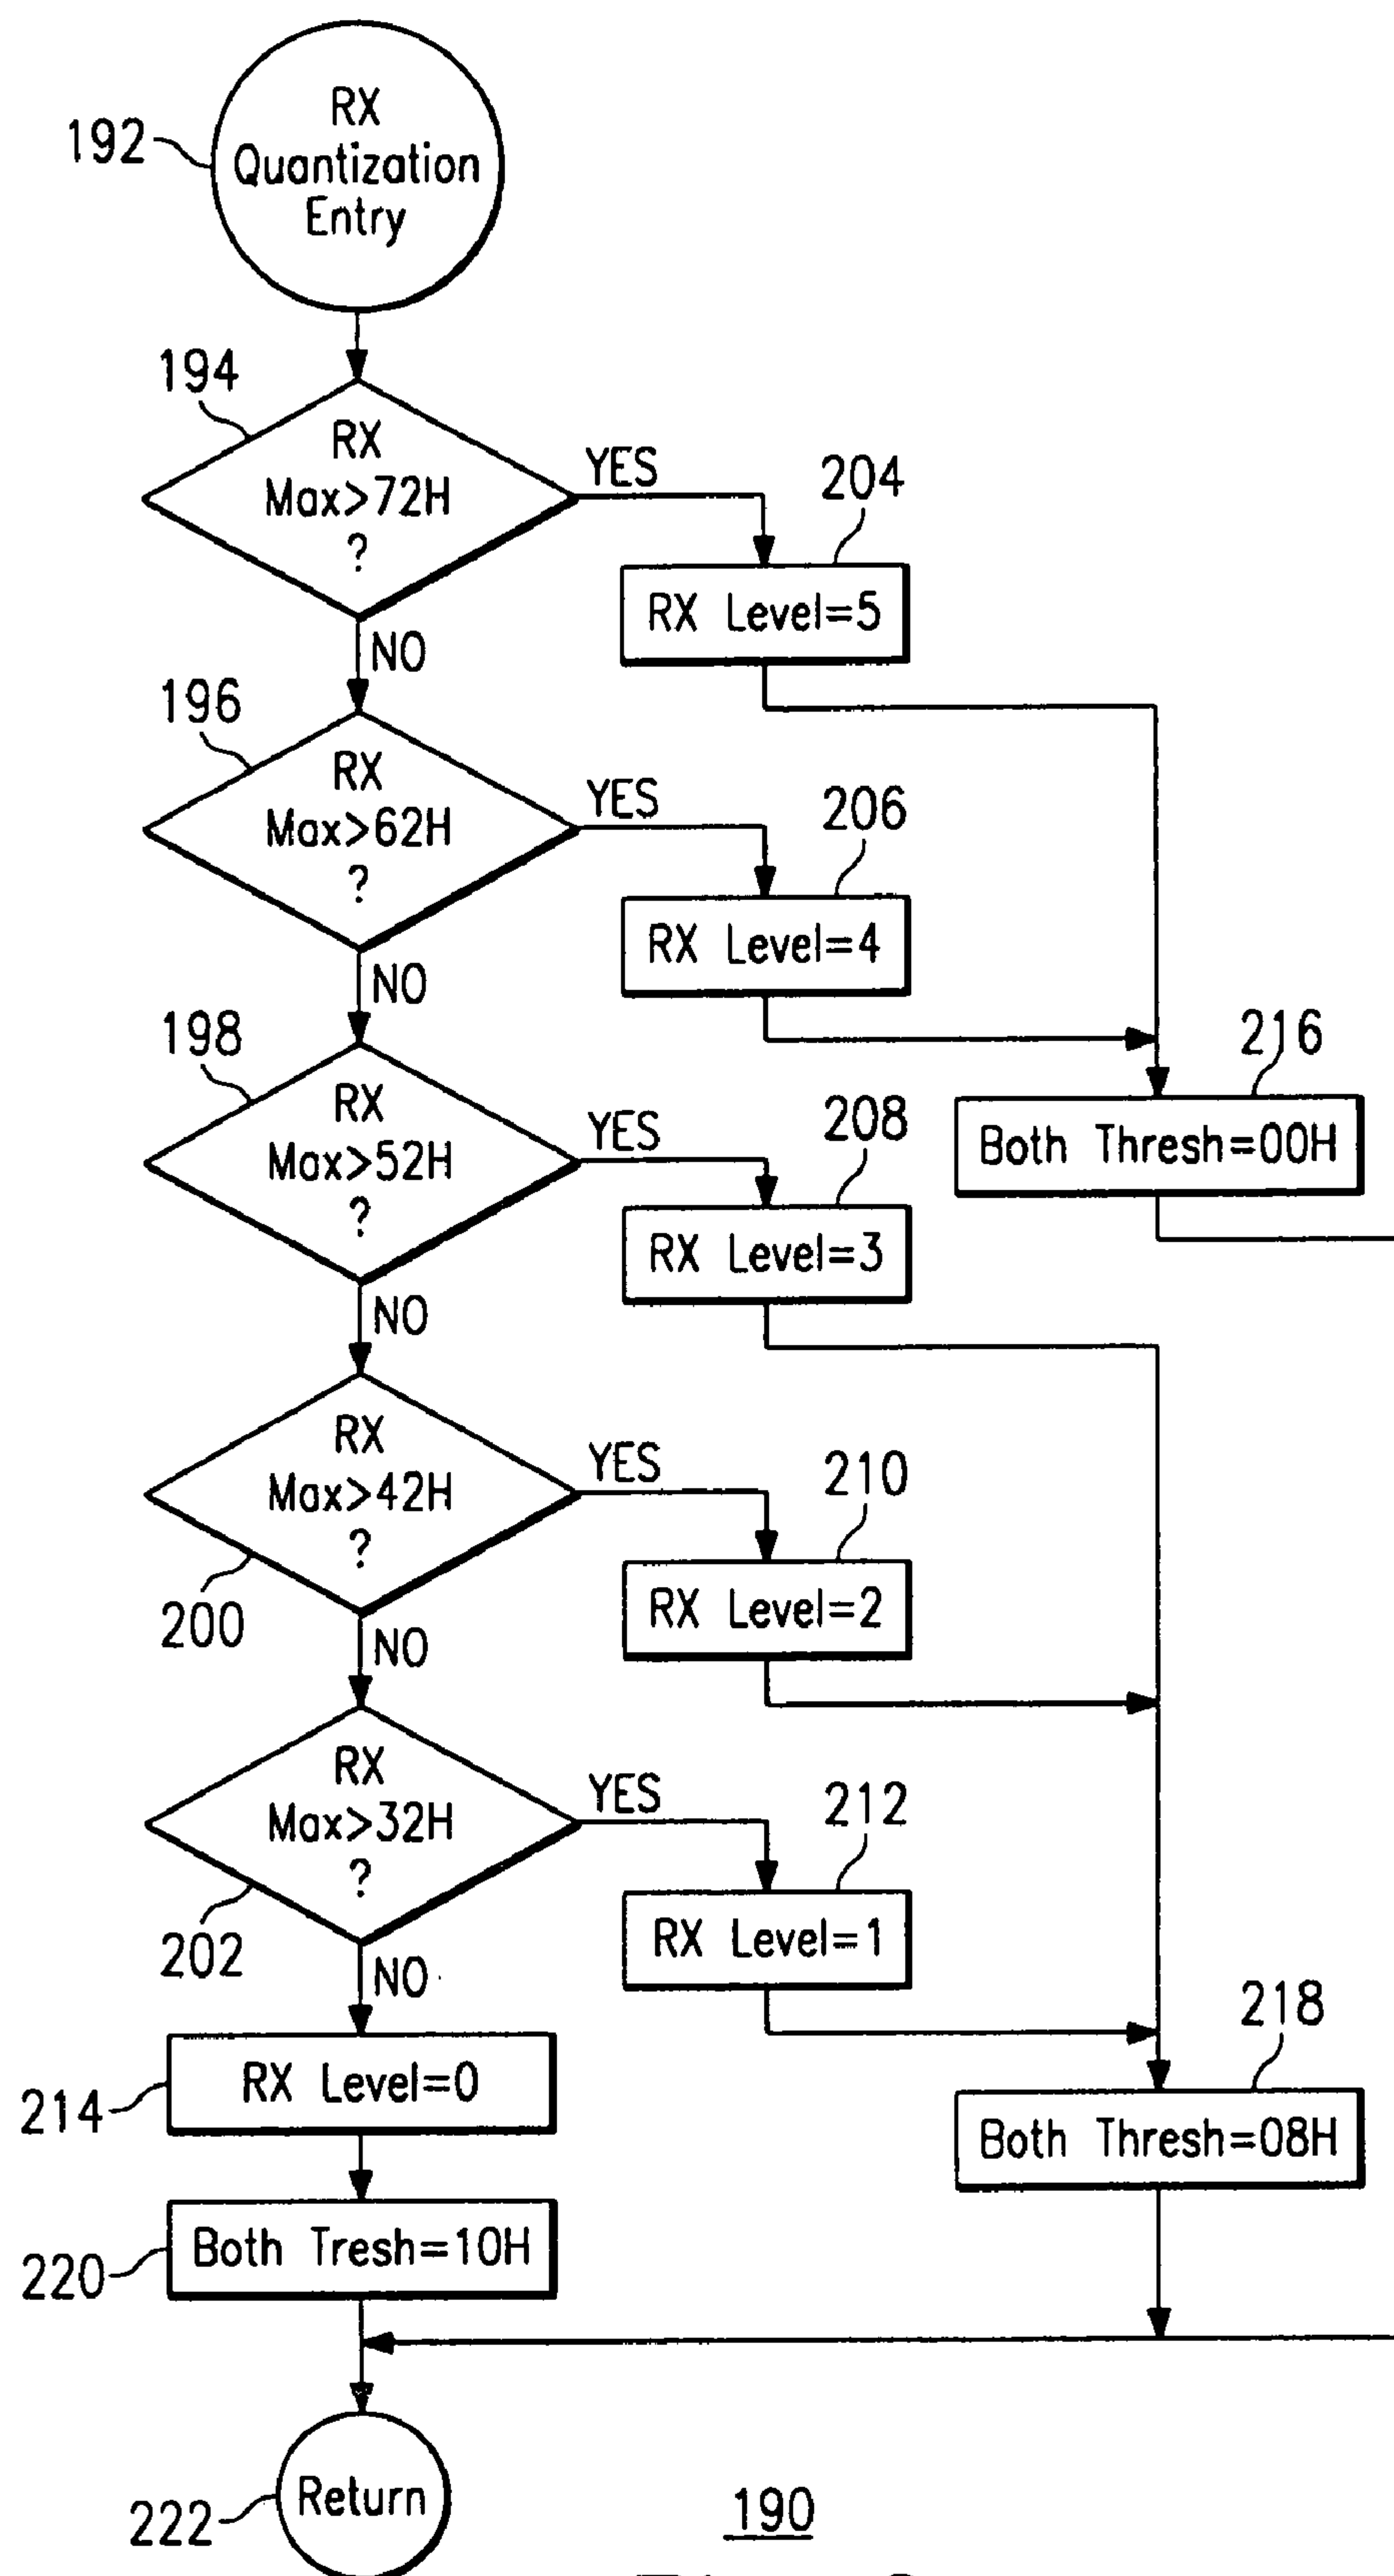 RX
Quantization
Entry
192
194
RX
Max>72H
?
YES
204
RX Level=5
NO
196
RX
Max>62H
?
YES
206
RX Level=4
NO
198
RX
Max>52H
?
YES
208
RX Level=3
216
Both Thresh=00H
NO
RX
Max>42H
?
200
YES
210
RX Level=2
NO
RX
Max>32H
?
202
YES
212
RX Level=1
NO
RX Level=0
214
218
Both Thresh=08H
Both Tresh=10H
220
Return
222
190